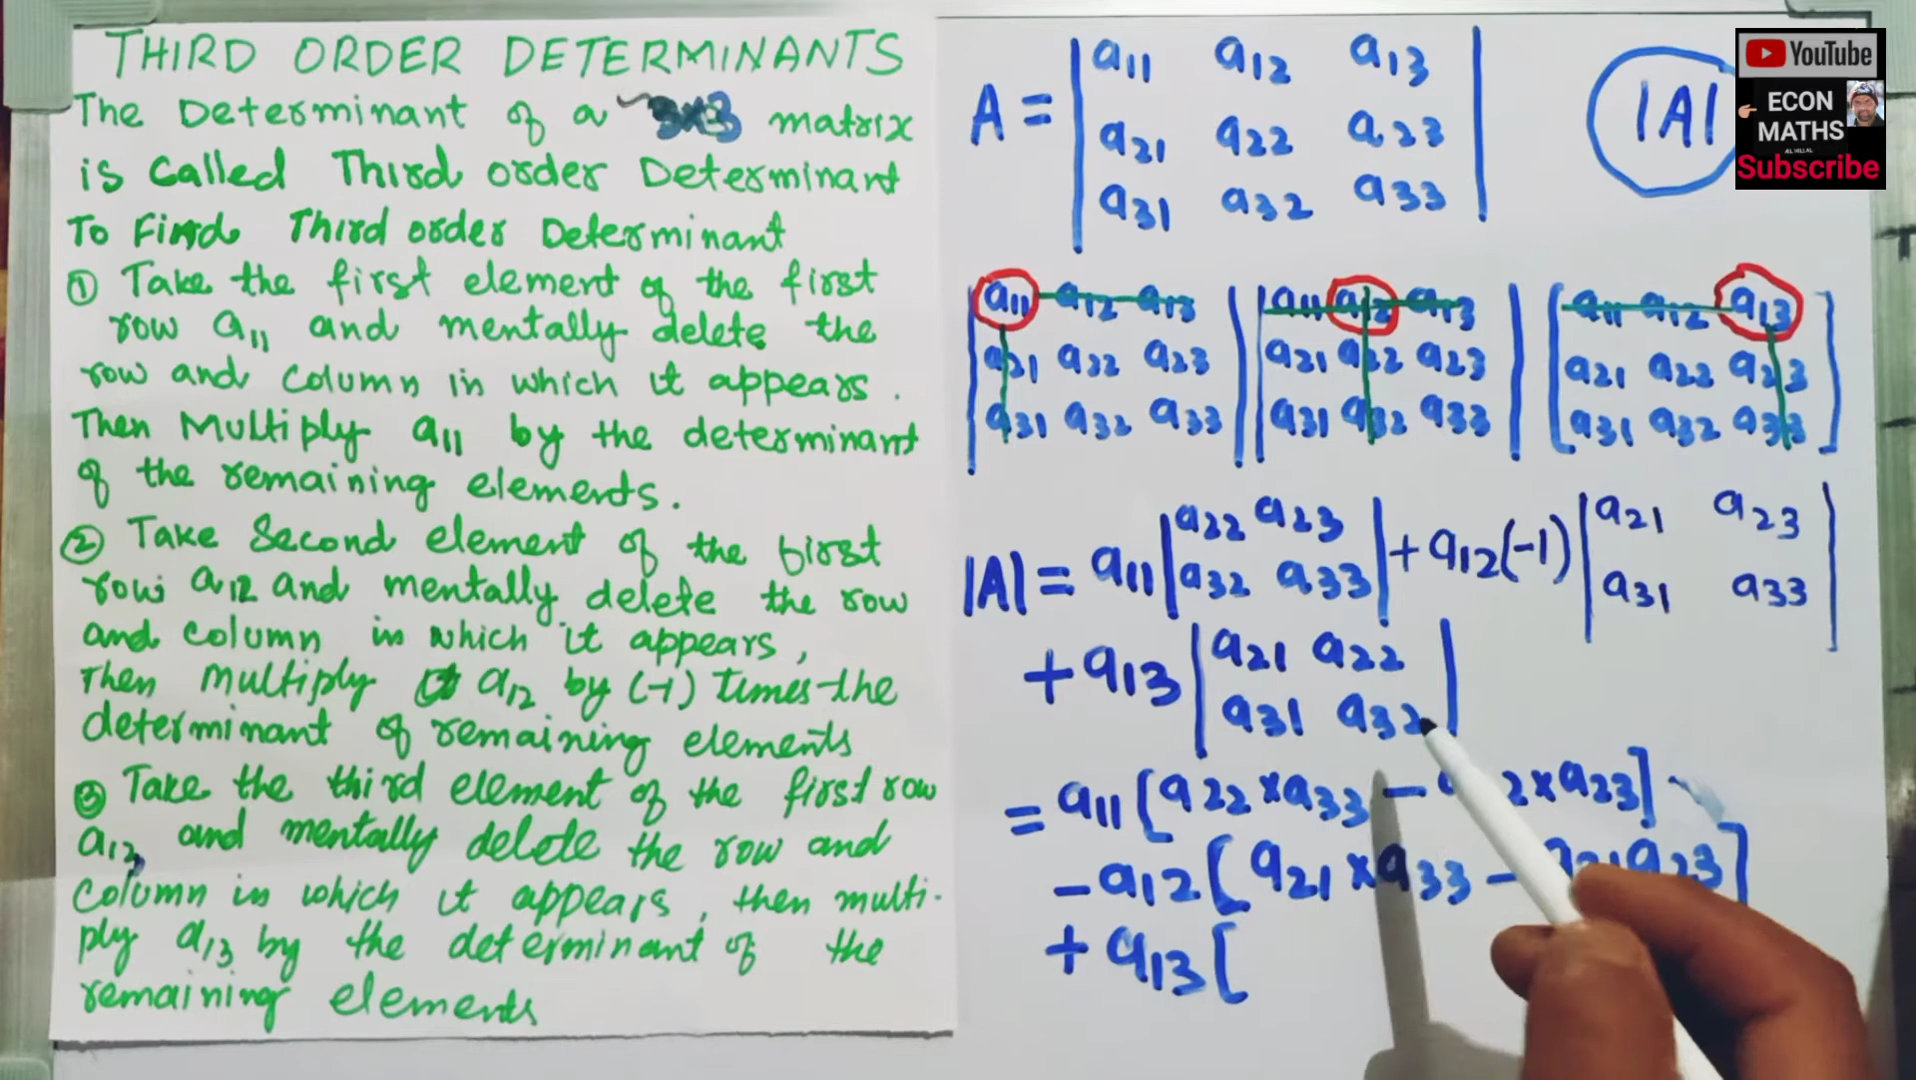 THIRD ORDER DETERMINANTS
The Determinant of a 3x3 matrix
is Called Third order Determinant
To Find Third order Determinant
① Take the first element of the first
row a11 and mentally delete the
row and column in which it appears.
Then Multiply a11 by the determinant
of the remaining elements.
② Take Second element of the first
row a12 and mentally delete the row
and column in which it appears,
Then multiply a12 by (-1) times the
determinant of remaining elements
③ Take the third element of the first row
a13 and mentally delete the row and
column in which it appears, then multi-
ply a13 by the determinant of the
remaining elements
A = | a11 a12 a13 |
a21 a22 a23
a31 a32 a33
|A|
YouTube
ECON
MATHS
Subscribe
| a11 a12 a13 | | a11 a12 a13 | [ a11 a12 a13 ]
a21 a22 a23 a21 a22 a23 a21 a22 a23
a31 a32 a33 a31 a32 a33 a31 a32 a33
|A| = a11 | a22 a23 | + a12(-1) | a21 a23 |
a32 a33 a31 a33
+ a13 | a21 a22 |
a31 a32
= a11 [a22 x a33 - 2 x a23]
- a12 [a21 x a33 - a23]
+ a13 [